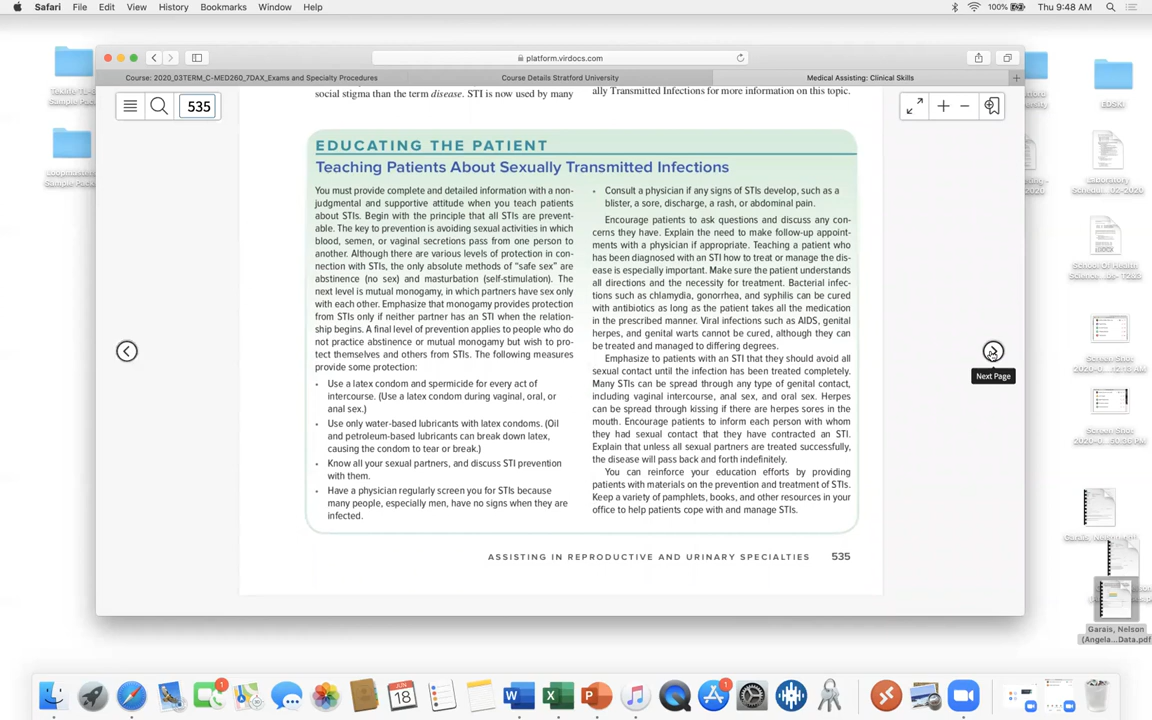 Safari File Edit View History Bookmarks Window Help 100% Thu 9:48 AM
platform.virdocs.com
Course: 2020_03TERM_C-MED260_7DAX_Exams and Specialty Procedures
Course Details Stratford University
Medical Assisting: Clinical Skills
535
social stigma than the term disease. STI is now used by many
ally Transmitted Infections for more information on this topic.
EDUCATING THE PATIENT
Teaching Patients About Sexually Transmitted Infections
You must provide complete and detailed information with a non-
judgmental and supportive attitude when you teach patients
about STIs. Begin with the principle that all STIs are prevent-
able. The key to prevention is avoiding sexual activities in which
blood, semen, or vaginal secretions pass from one person to
another. Although there are various levels of protection in con-
nection with STIs, the only absolute methods of “safe sex” are
abstinence (no sex) and masturbation (self-stimulation). The
next level is mutual monogamy, in which partners have sex only
with each other. Emphasize that monogamy provides protection
from STIs only if neither partner has an STI when the relation-
ship begins. A final level of prevention applies to people who do
not practice abstinence or mutual monogamy but wish to pro-
tect themselves and others from STIs. The following measures
provide some protection:
• Use a latex condom and spermicide for every act of
intercourse. (Use a latex condom during vaginal, oral, or
anal sex.)
• Use only water-based lubricants with latex condoms. (Oil
and petroleum-based lubricants can break down latex,
causing the condom to tear or break.)
• Know all your sexual partners, and discuss STI prevention
with them.
• Have a physician regularly screen you for STIs because
many people, especially men, have no signs when they are
infected.
• Consult a physician if any signs of STIs develop, such as a
blister, a sore, discharge, a rash, or abdominal pain.
Encourage patients to ask questions and discuss any con-
cerns they have. Explain the need to make follow-up appoint-
ments with a physician if appropriate. Teaching a patient who
has been diagnosed with an STI how to treat or manage the dis-
ease is especially important. Make sure the patient understands
all directions and the necessity for treatment. Bacterial infec-
tions such as chlamydia, gonorrhea, and syphilis can be cured
with antibiotics as long as the patient takes all the medication
in the prescribed manner. Viral infections such as AIDS, genital
herpes, and genital warts cannot be cured, although they can
be treated and managed to differing degrees.
Emphasize to patients with an STI that they should avoid all
sexual contact until the infection has been treated completely.
Many STIs can be spread through any type of genital contact,
including vaginal intercourse, anal sex, and oral sex. Herpes
can be spread through kissing if there are herpes sores in the
mouth. Encourage patients to inform each person with whom
they had sexual contact that they have contracted an STI.
Explain that unless all sexual partners are treated successfully,
the disease will pass back and forth indefinitely.
You can reinforce your education efforts by providing
patients with materials on the prevention and treatment of STIs.
Keep a variety of pamphlets, books, and other resources in your
office to help patients cope with and manage STIs.
ASSISTING IN REPRODUCTIVE AND URINARY SPECIALTIES 535
Next Page
Sample Pack
Sample Pack
EDSKI
Laboratory
School Of Health
Screen Shot
Screen Shot
Garais, Nelson
(Angela...Data.pdf
JUN
18
1
1